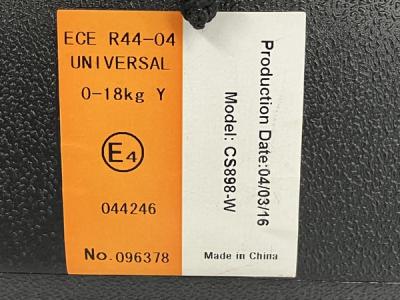 ECE R44-04
UNIVERSAL
0-18kg Y
E4
044246
No. 096378
Production Date:04/03/16
Model: CS898-W
Made in China